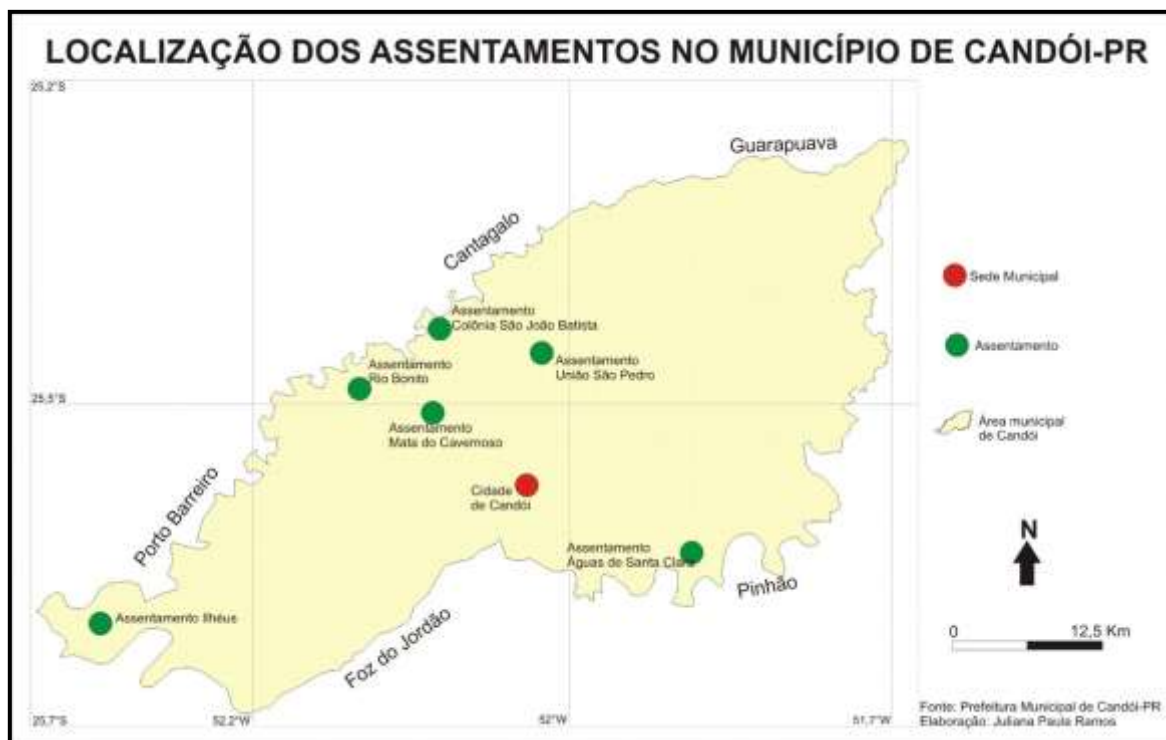 LOCALIZAÇÃO DOS ASSENTAMENTOS NO MUNICÍPIO DE CANDÓI-PR
25,2°S
Guarapuava
Cantagalo
Sede Municipal
Assentamento
Colônia São João Batista
Assentamento
Assentamento
União São Pedro
Assentamento
Rio Bonito
25,5°S
Área municipal
de Candói
Assentamento
Mata do Cavernoso
Cidade
de Candói
Porto Barreiro
N
Assentamento
Águas de Santa Clara
Pinhão
Assentamento Ilhéus
Foz do Jordão
0 12,5 Km
25,7°S
52,2°W
52°W
51,7°W
Fonte: Prefeitura Municipal de Candói-PR
Elaboração: Juliana Paula Ramos